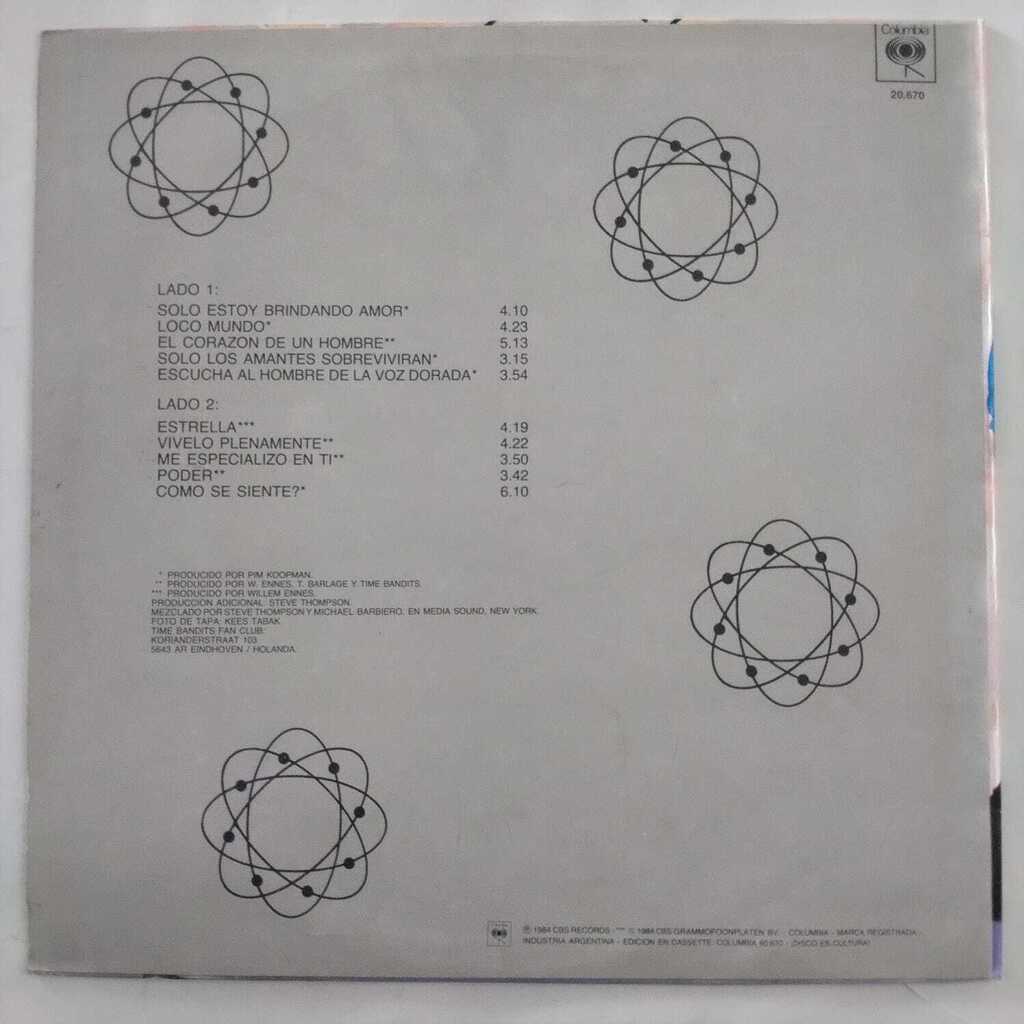 Columbia
20.670
LADO 1:
SOLO ESTOY BRINDANDO AMOR* 4.10
LOCO MUNDO* 4.23
EL CORAZON DE UN HOMBRE** 5.13
SOLO LOS AMANTES SOBREVIVIRAN* 3.15
ESCUCHA AL HOMBRE DE LA VOZ DORADA* 3.54
LADO 2:
ESTRELLA*** 4.19
VIVELO PLENAMENTE** 4.22
ME ESPECIALIZO EN TI** 3.50
PODER** 3.42
COMO SE SIENTE?* 6.10
* PRODUCIDO POR PIM KOOPMAN.
** PRODUCIDO POR W. ENNES, T. BARLAGE Y TIME BANDITS.
*** PRODUCIDO POR WILLEM ENNES.
PRODUCCION ADICIONAL: STEVE THOMPSON.
MEZCLADO POR STEVE THOMPSON Y MICHAEL BARBIERO, EN MEDIA SOUND, NEW YORK.
FOTO DE TAPA: KEES TABAK
TIME BANDITS FAN CLUB:
KORIANDERSTRAAT 103
5643 AR EINDHOVEN / HOLANDA.
℗ 1984 CBS RECORDS - *** © 1984 CBS GRAMMOFOONPLATEN BV. - COLUMBIA - MARCA REGISTRADA -
INDUSTRIA ARGENTINA - EDICION EN CASSETTE: COLUMBIA 60.670 - ¡DISCO ES CULTURA!